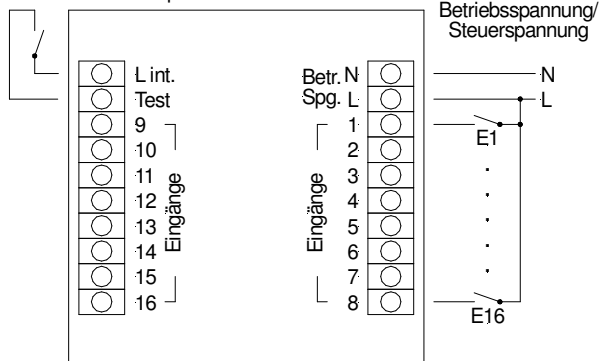 Betriebsspannung/
Steuerspannung
L int.
Test
9
10
11
12
13
14
15
16
Eingänge
Betr. N
Spg. L
1
2
3
4
5
6
7
8
Eingänge
N
L
E1
E16